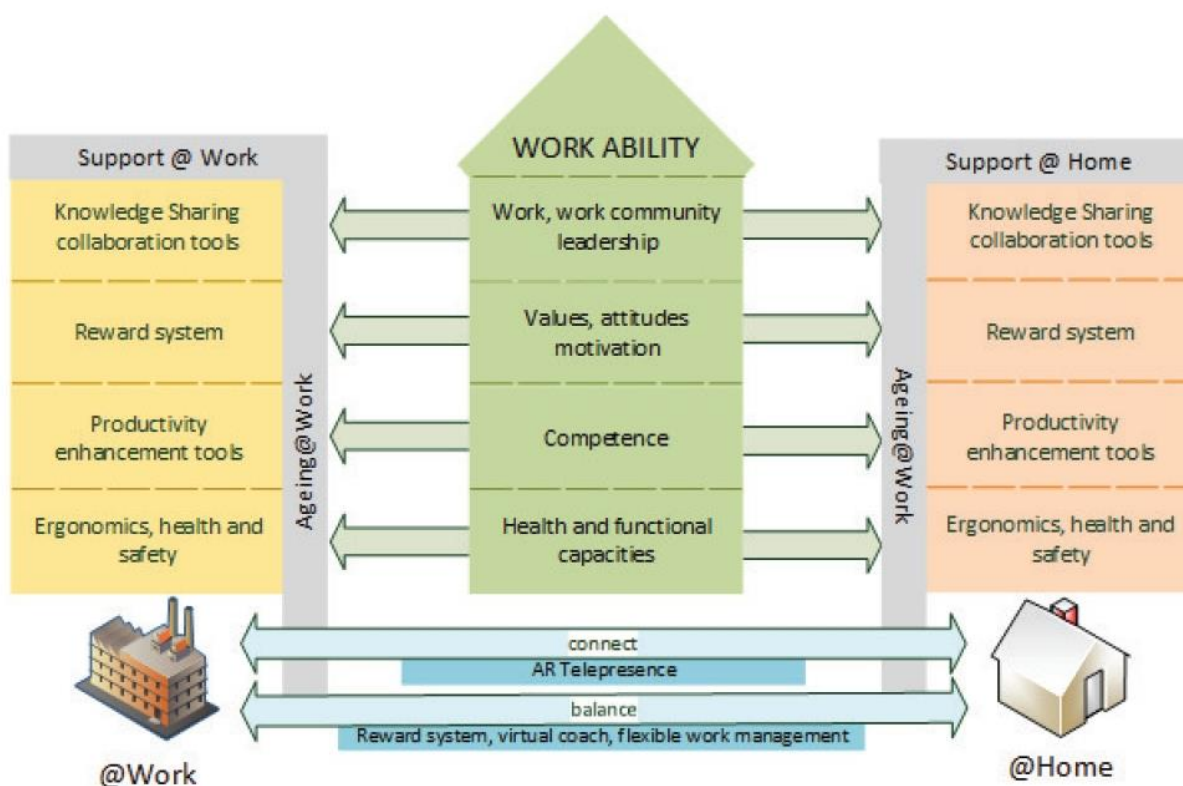 WORK ABILITY
Support @ Work
Support @ Home
Knowledge Sharing
collaboration tools
Work, work community
leadership
Knowledge Sharing
collaboration tools
Reward system
Values, attitudes
motivation
Reward system
Ageing@Work
Ageing@Work
Productivity
enhancement tools
Competence
Productivity
enhancement tools
Ergonomics, health and
safety
Health and functional
capacities
Ergonomics, health and
safety
connect
AR Telepresence
balance
Reward system, virtual coach, flexible work management
@Work
@Home